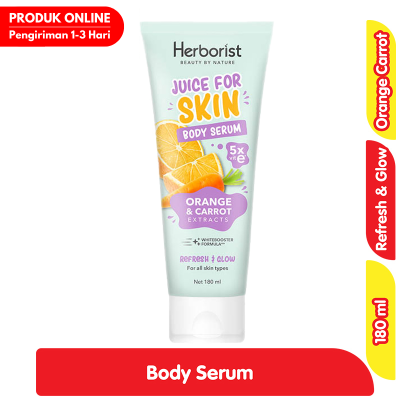 PRODUK ONLINE
Pengiriman 1-3 Hari
Herborist
BEAUTY BY NATURE
JUICE FOR
SKIN
BODY SERUM
5x
vit e
ORANGE
& CARROT
EXTRACTS
WHITEBOOSTER
FORMULA
REFRESH & GLOW
For all skin types
Net 180 ml
Orange Carrot
Refresh & Glow
180 ml
Body Serum